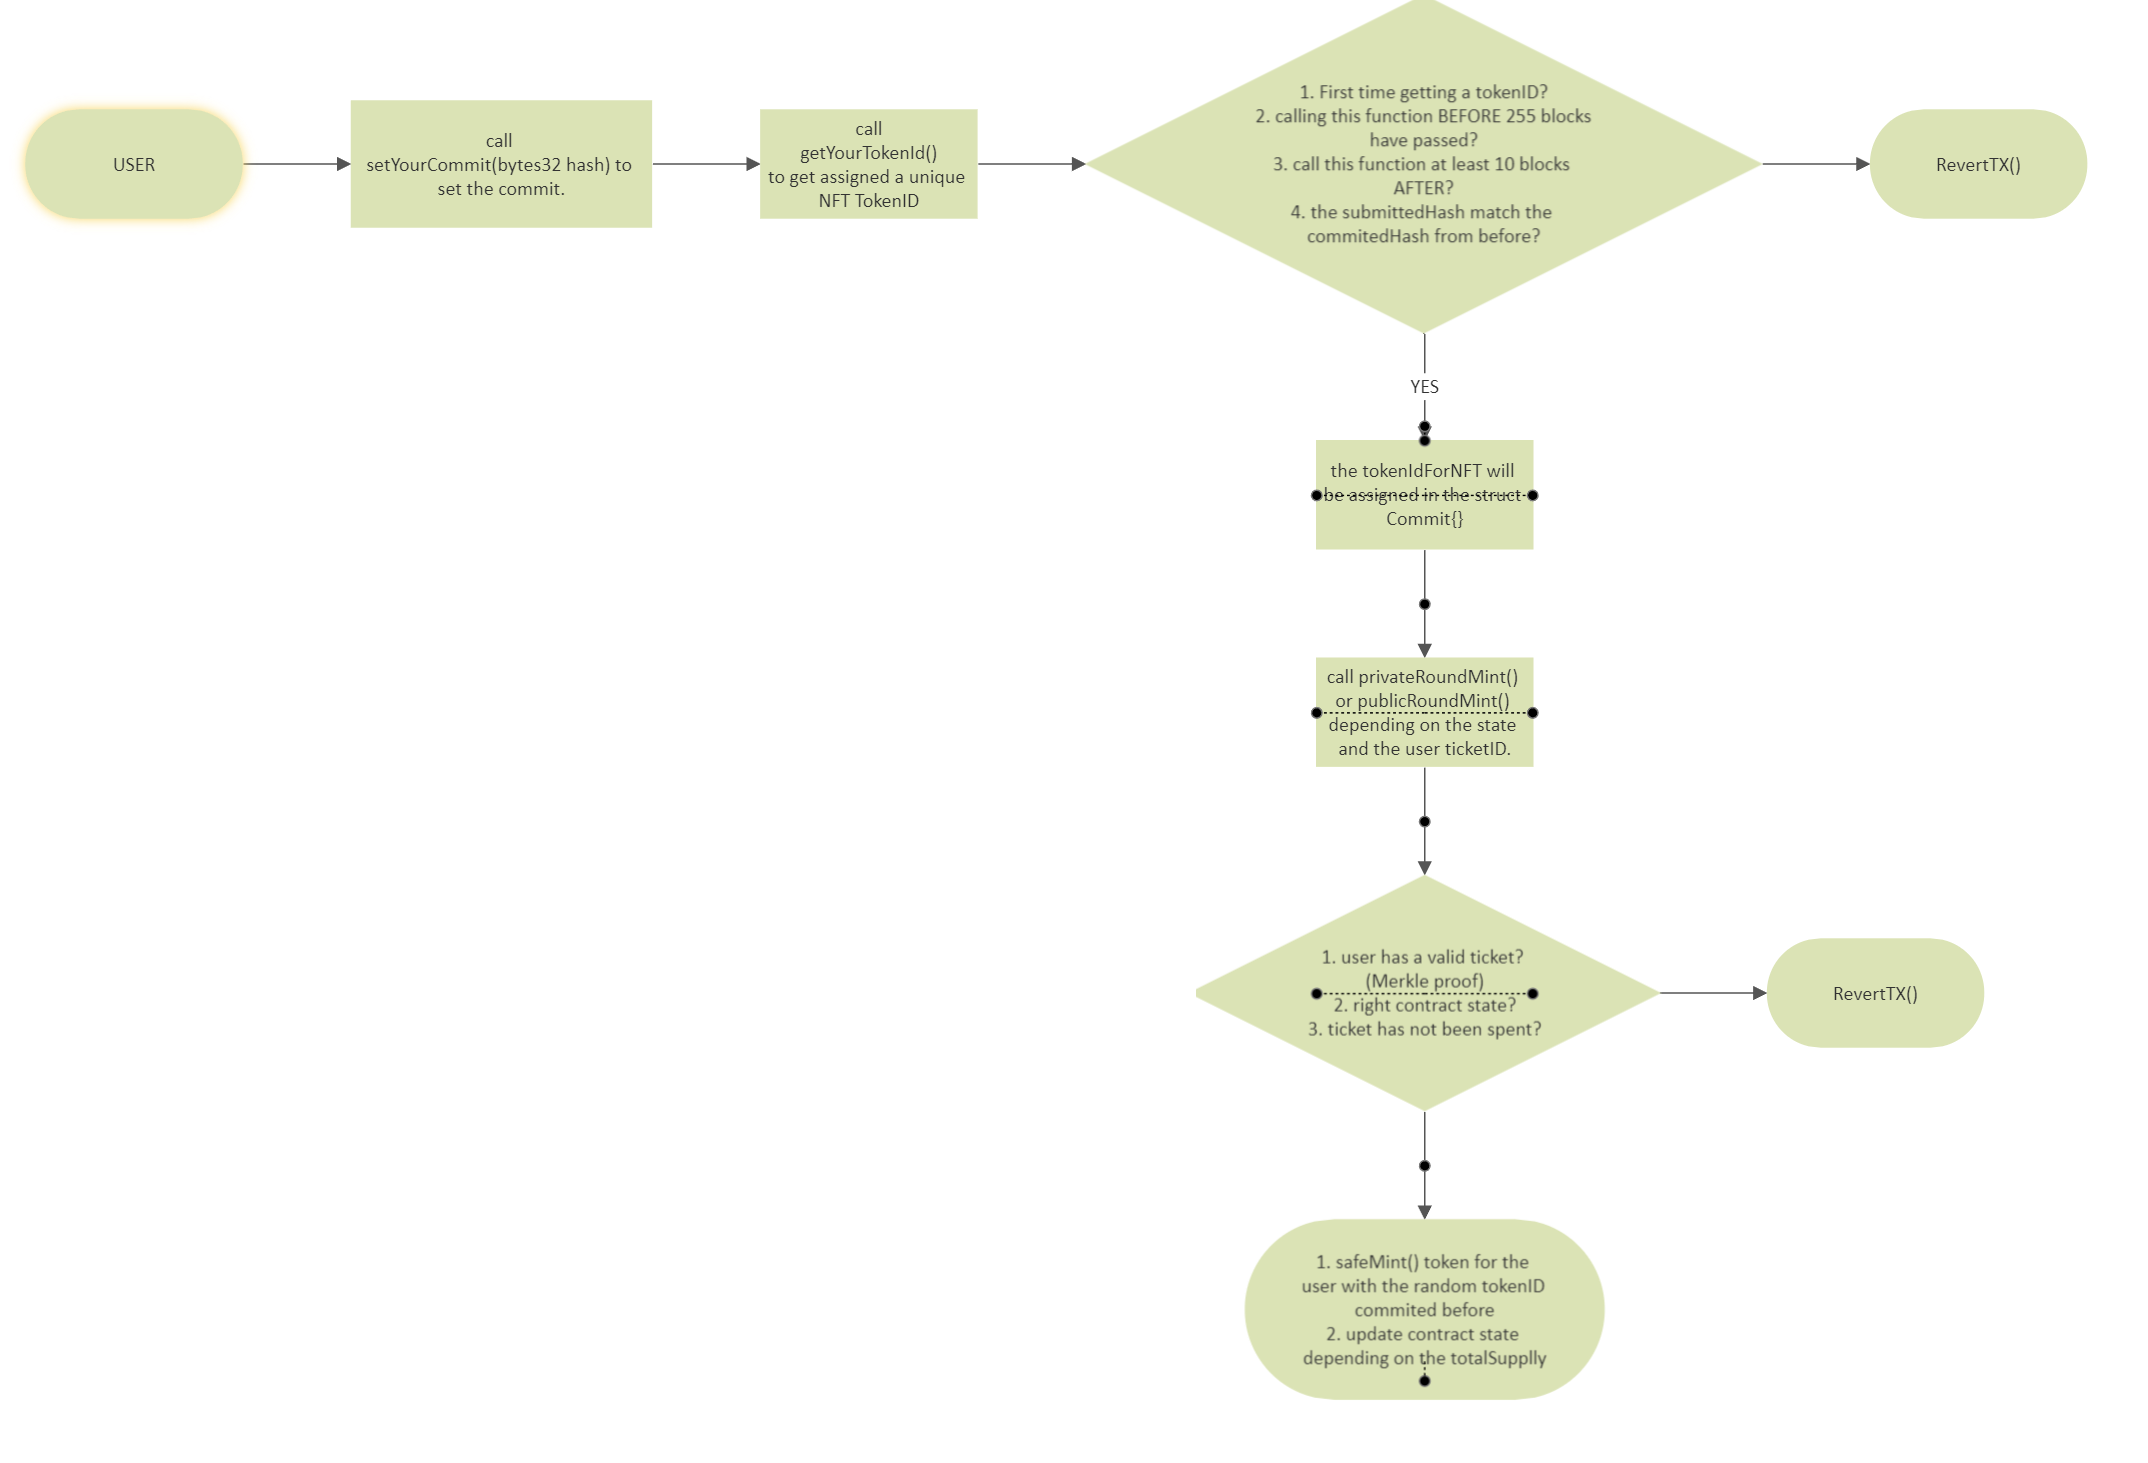 USER
call
setYourCommit(bytes32 hash) to
set the commit.
call
getYourTokenId()
to get assigned a unique
NFT TokenID
1. First time getting a tokenID?
2. calling this function BEFORE 255 blocks
have passed?
3. call this function at least 10 blocks
AFTER?
4. the submittedHash match the
commitedHash from before?
RevertTX()
YES
the tokenIdForNFT will
be assigned in the struct
Commit{}
call privateRoundMint()
or publicRoundMint()
depending on the state
and the user ticketID.
1. user has a valid ticket?
(Merkle proof)
2. right contract state?
3. ticket has not been spent?
RevertTX()
1. safeMint() token for the
user with the random tokenID
commited before
2. update contract state
depending on the totalSupplly